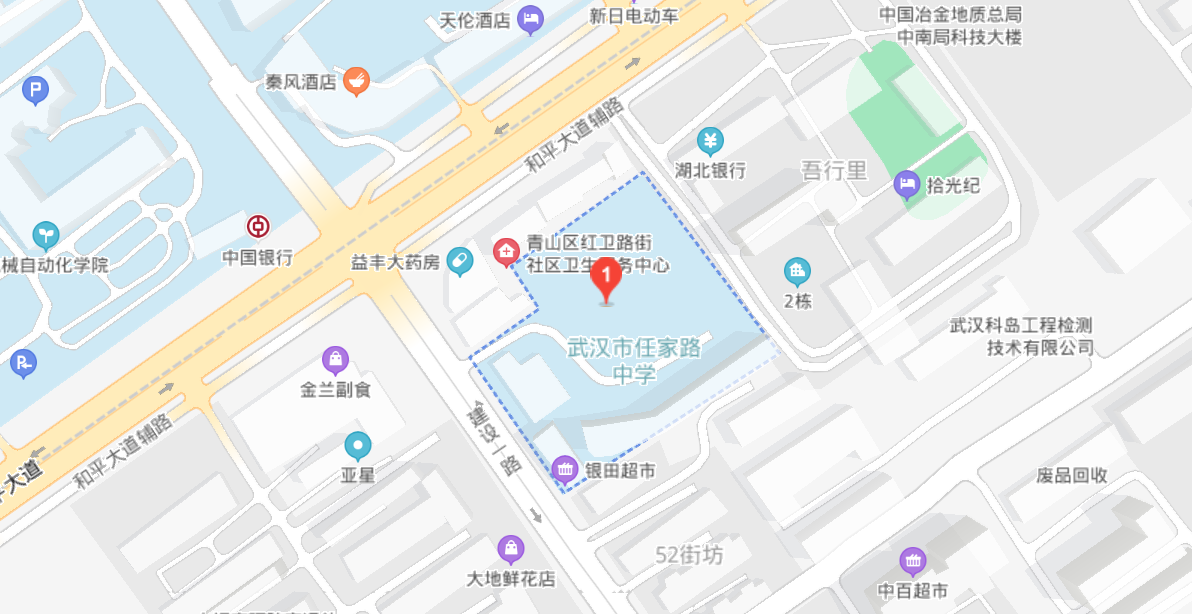 天伦酒店
新日电动车
中国冶金地质总局
中南局科技大楼
秦风酒店
P
和平大道辅路
湖北银行
吾行里
拾光纪
中国银行
械自动化学院
益丰大药房
青山区红卫路街
社区卫生服务中心
1
2栋
武汉科岛工程检测
技术有限公司
武汉市任家路
中学
金兰副食
建设一路
和平大道辅路
平大道
亚星
银田超市
废品回收
52街坊
大地鲜花店
中百超市